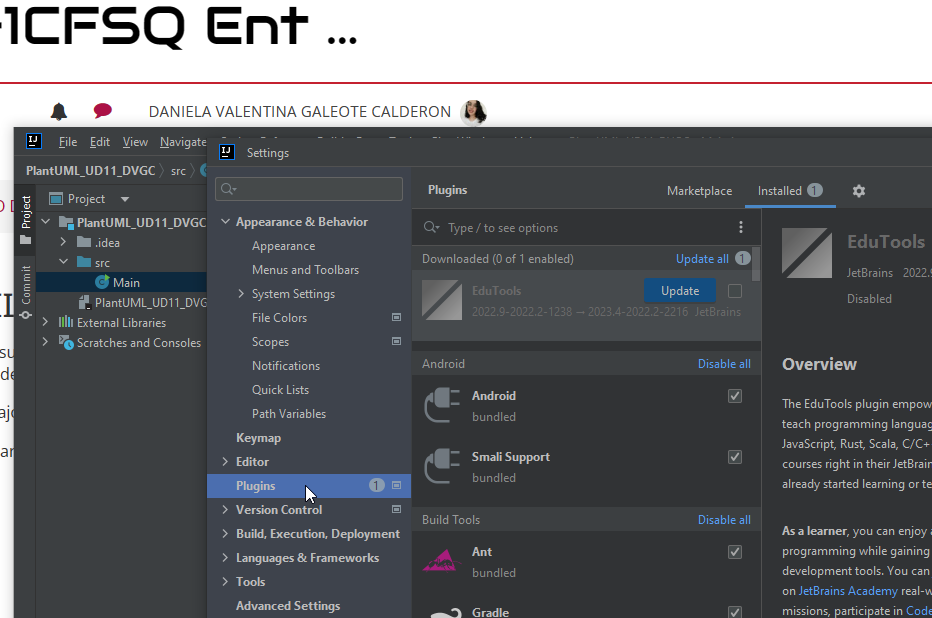 -1CFSQ Ent ...
DANIELA VALENTINA GALEOTE CALDERON
File Edit View Navigate
Settings
PlantUML_UD11_DVGC src
Project
Project
Commit
PlantUML_UD11_DVGC
.idea
src
Main
PlantUML_UD11_DVG
External Libraries
Scratches and Consoles
Appearance & Behavior
Appearance
Menus and Toolbars
System Settings
File Colors
Scopes
Notifications
Quick Lists
Path Variables
Keymap
Editor
Plugins 1
Version Control
Build, Execution, Deployment
Languages & Frameworks
Tools
Advanced Settings
Plugins Marketplace Installed 1
Type / to see options
Downloaded (0 of 1 enabled) Update all 1
EduTools Update
2022.9-2022.2-1238 → 2023.4-2022.2-2216 JetBrains
Android Disable all
Android
bundled
Smali Support
bundled
Build Tools Disable all
Ant
bundled
Gradle
EduTools
JetBrains 2022.9
Disabled
Overview
The EduTools plugin empow
teach programming languag
JavaScript, Rust, Scala, C/C+
courses right in their JetBrain
already started learning or te
As a learner, you can enjoy a
programming while gaining
development tools. You can
on JetBrains Academy real-w
missions, participate in Code